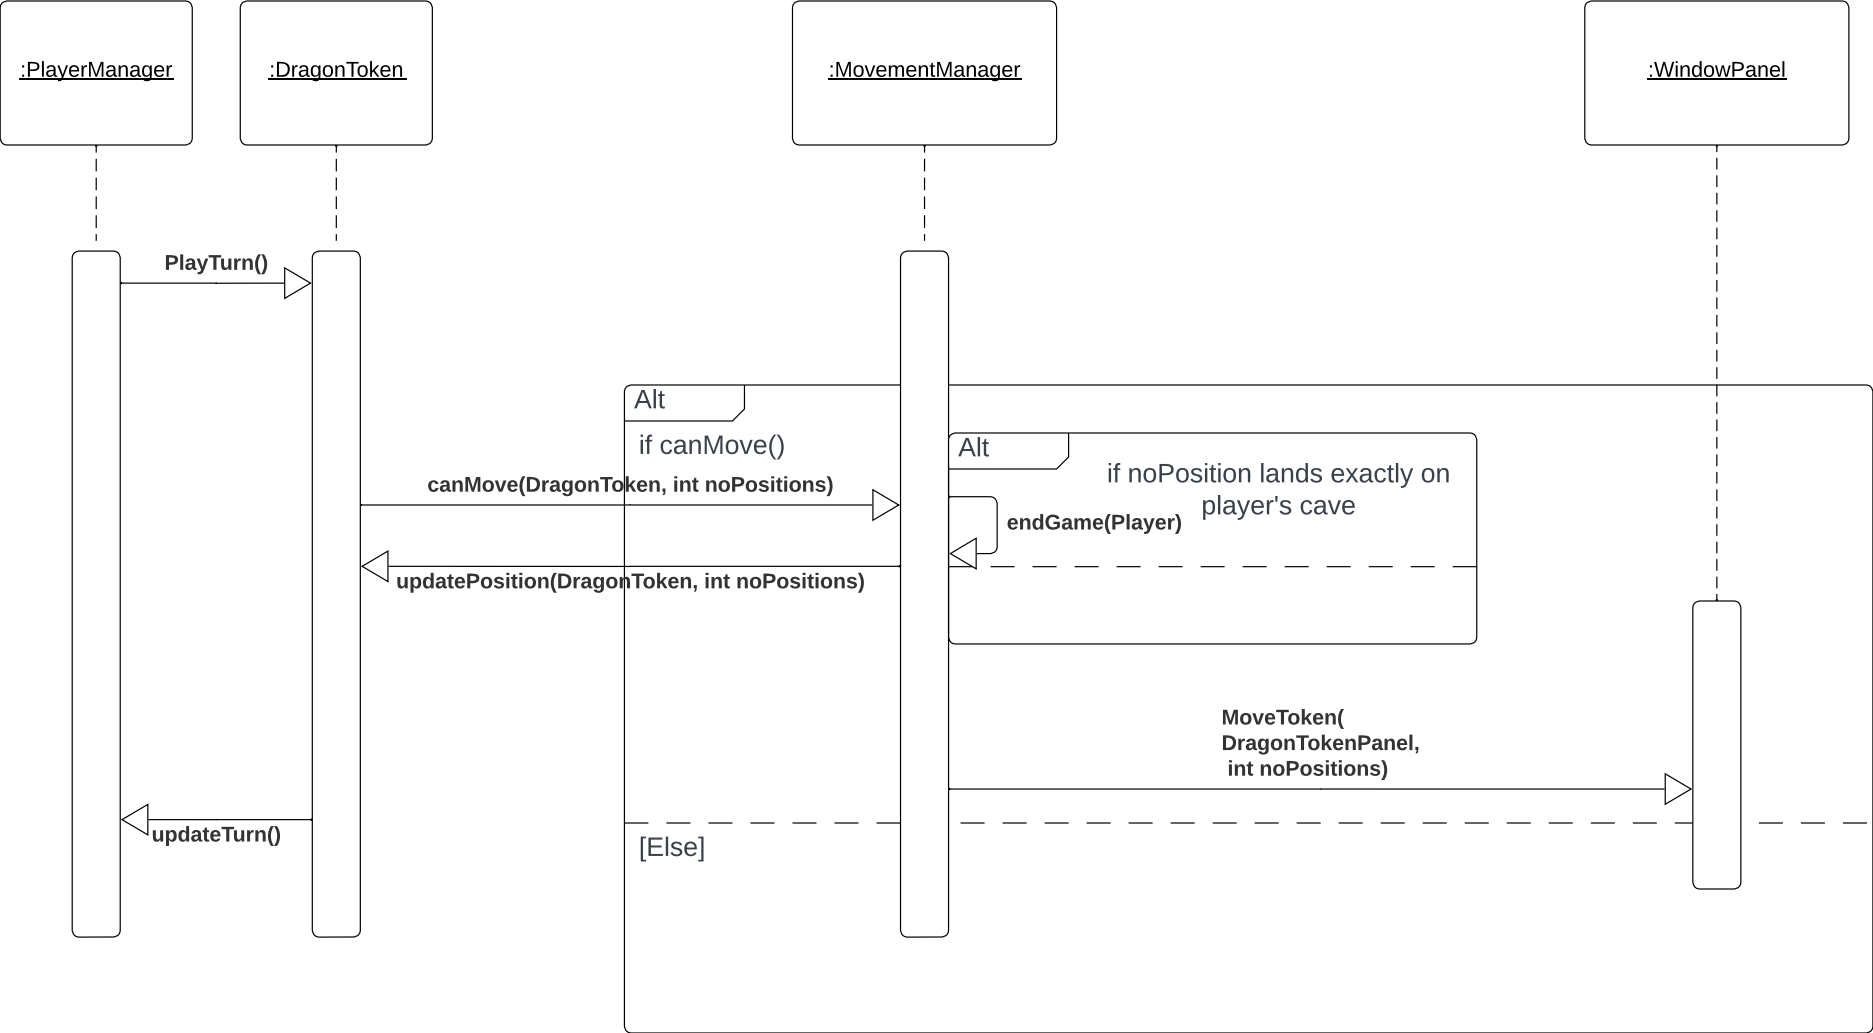 :PlayerManager
:DragonToken
:MovementManager
:WindowPanel
PlayTurn()
Alt
if canMove()
Alt
if noPosition lands exactly on
player's cave
canMove(DragonToken, int noPositions)
endGame(Player)
updatePosition(DragonToken, int noPositions)
MoveToken(
DragonTokenPanel,
int noPositions)
updateTurn()
[Else]